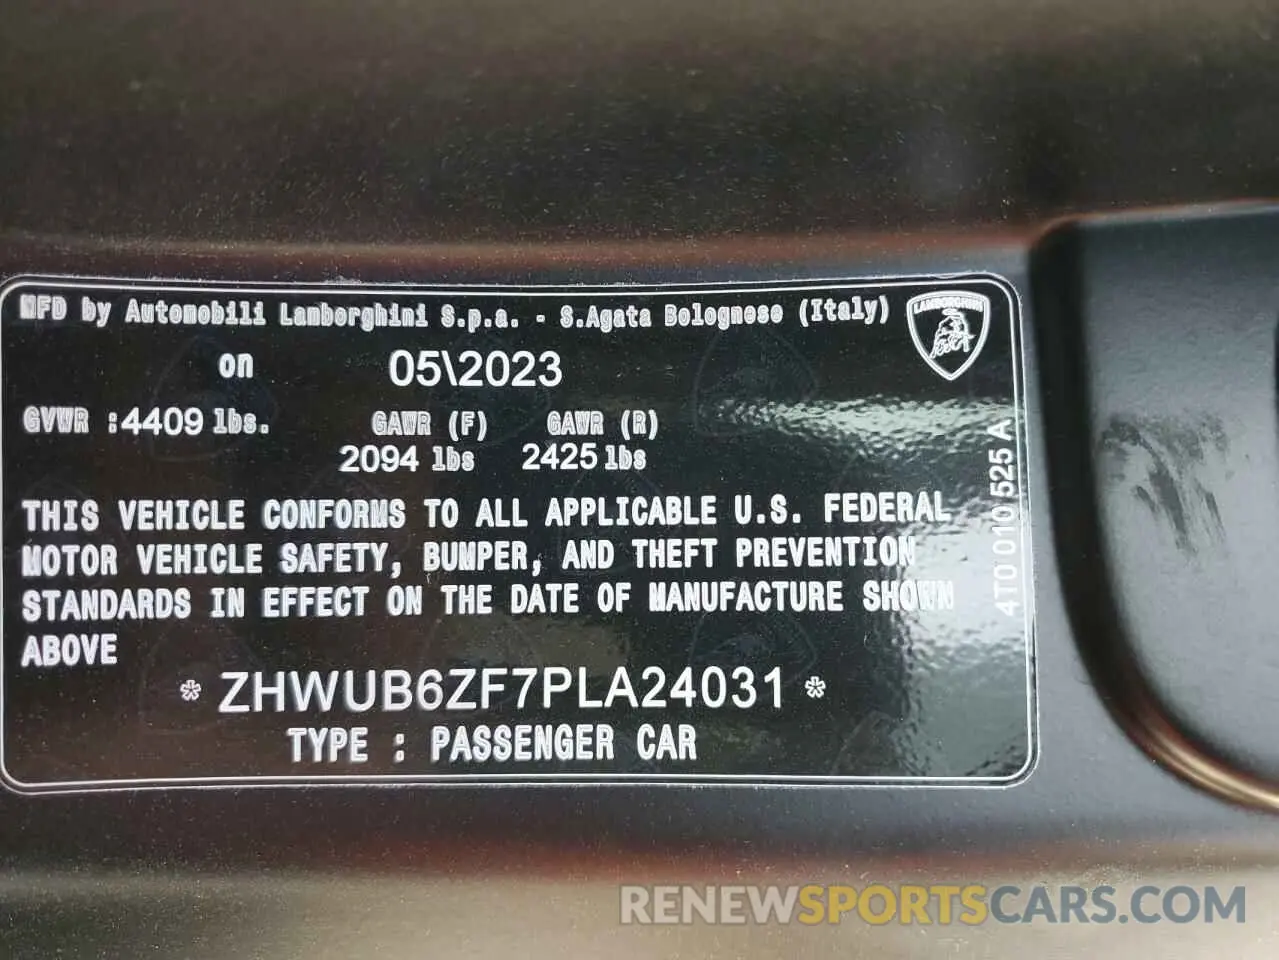 MFD by Automobili Lamborghini S.p.a. - S.Agata Bolognese (Italy)
LAMBORGHINI
on 05\2023
GVWR :4409 lbs. GAWR (F) GAWR (R)
2094 lbs 2425 lbs
THIS VEHICLE CONFORMS TO ALL APPLICABLE U.S. FEDERAL
MOTOR VEHICLE SAFETY, BUMPER, AND THEFT PREVENTION
STANDARDS IN EFFECT ON THE DATE OF MANUFACTURE SHOWN
ABOVE
* ZHWUB6ZF7PLA24031 *
TYPE : PASSENGER CAR
4T0 010 525 A
RENEWSPORTSCARS.COM